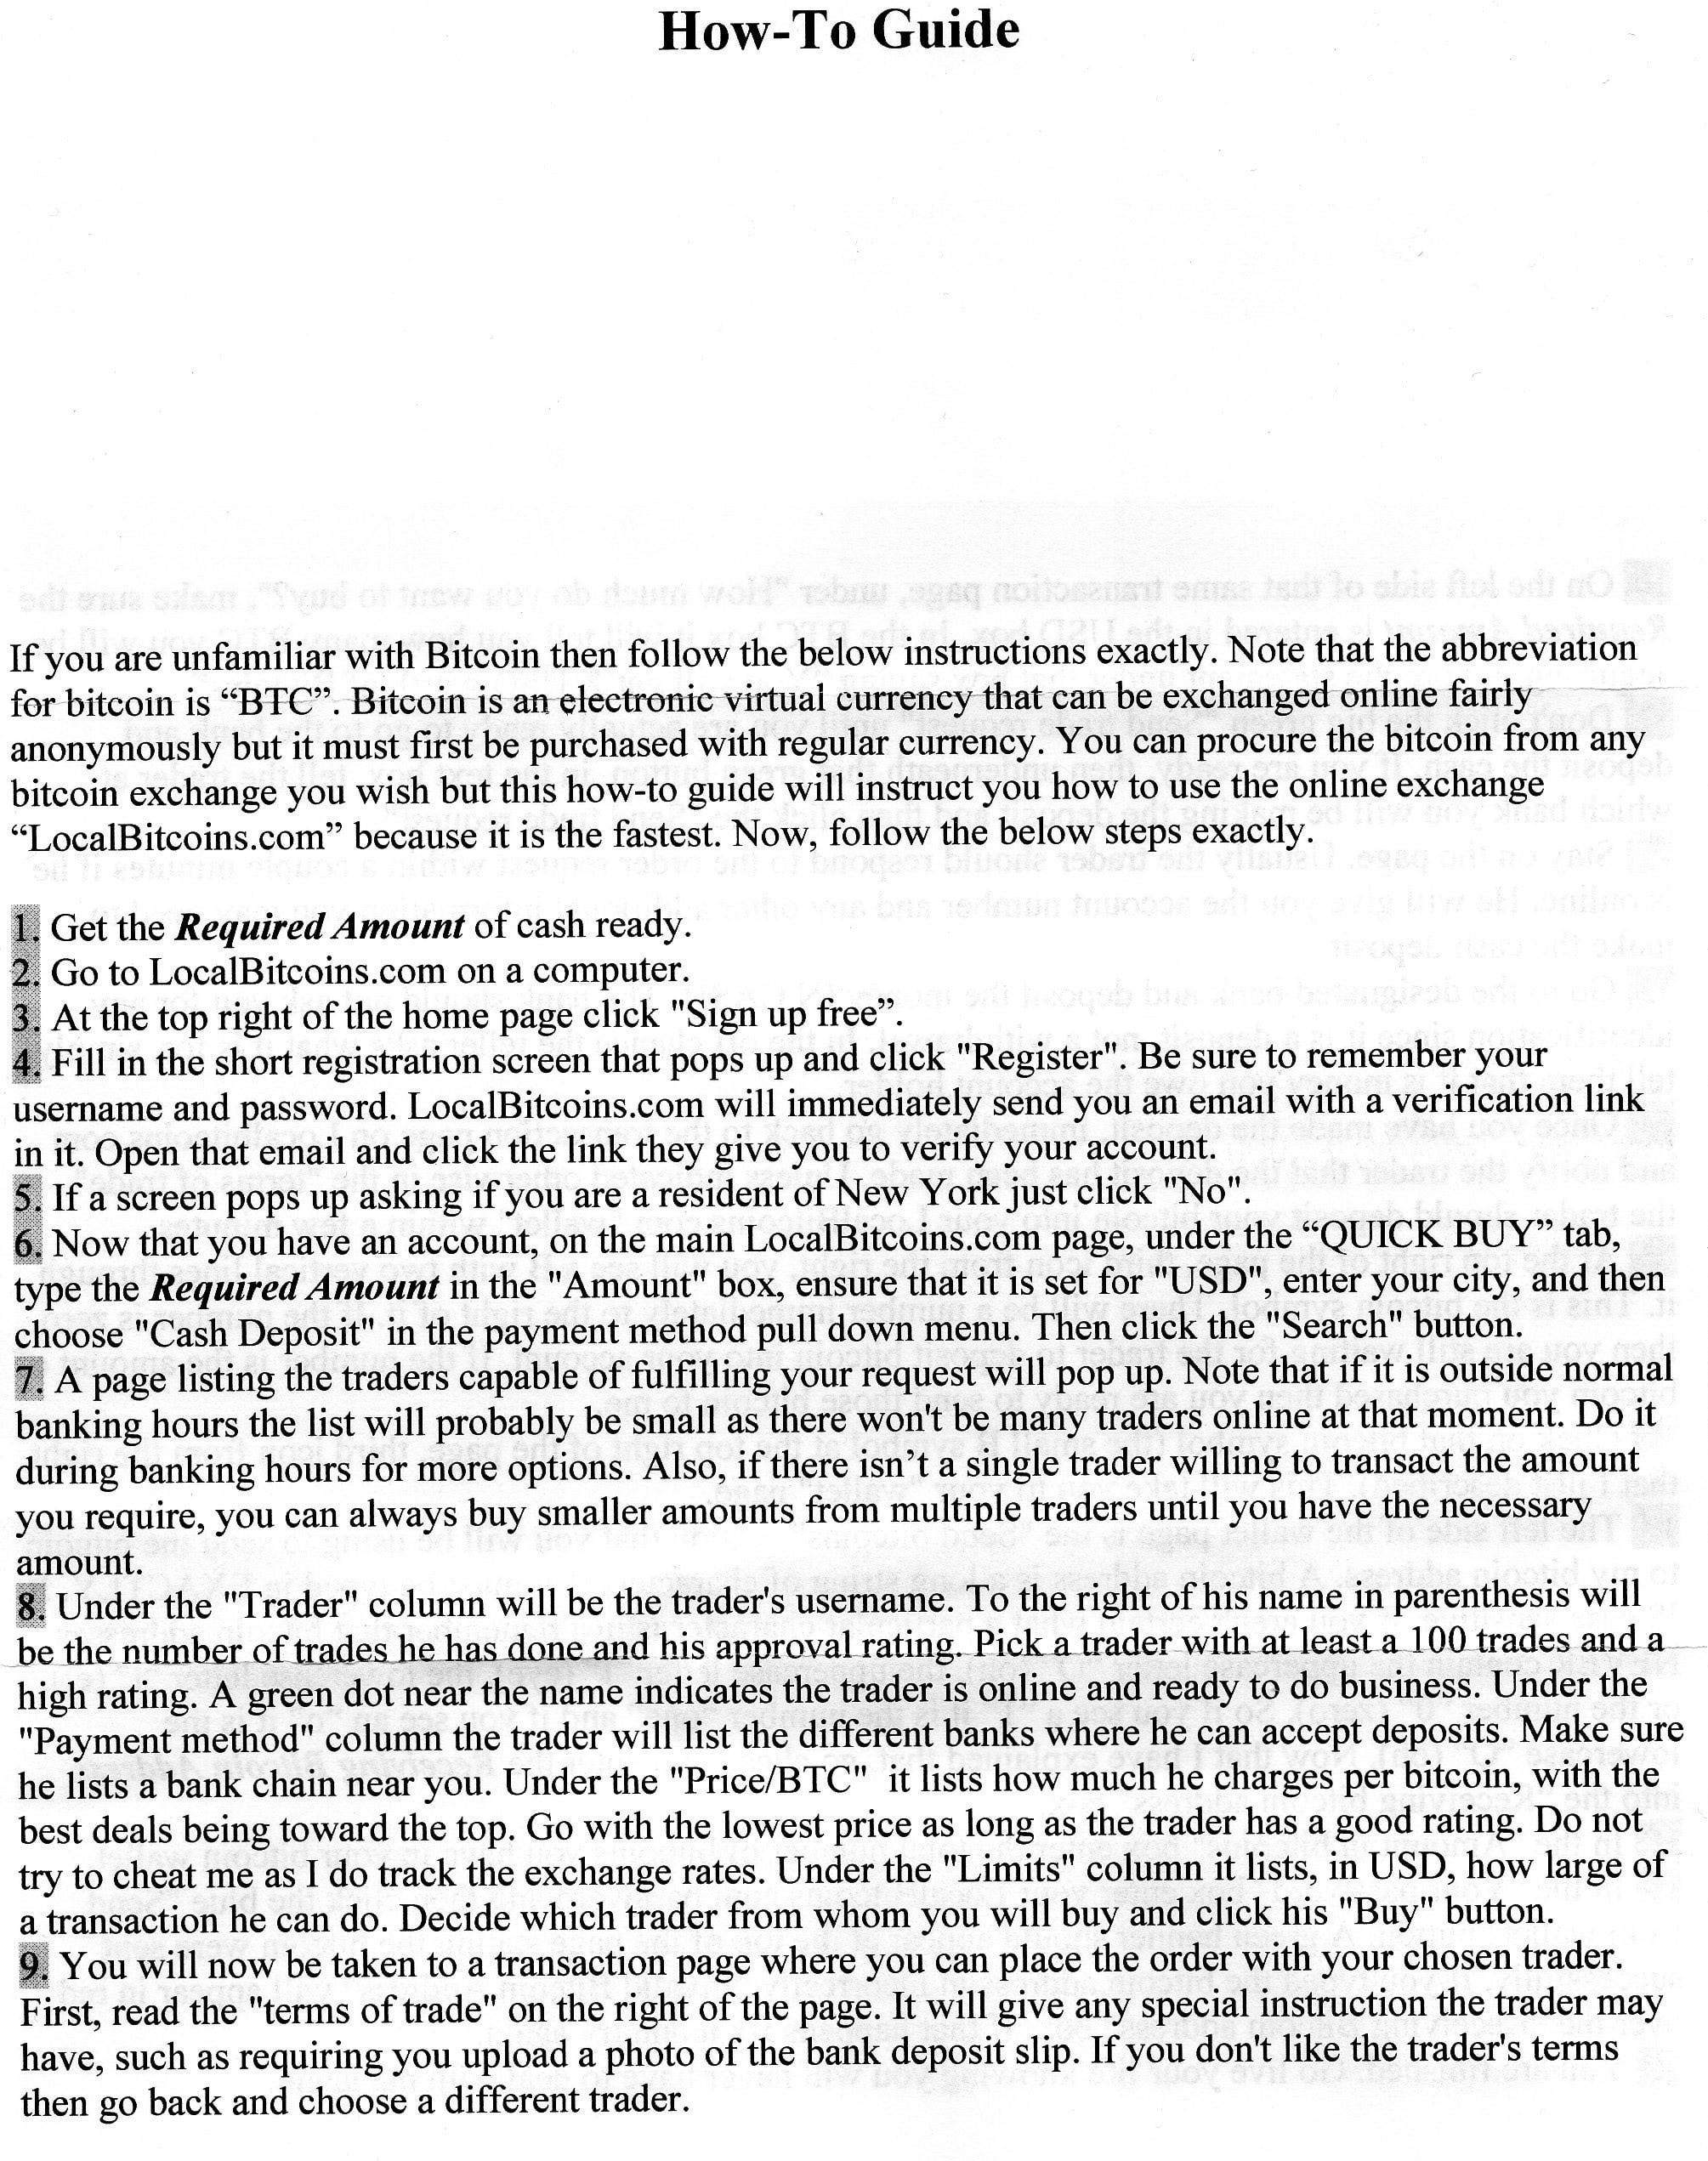 How-To Guide
If you are unfamiliar with Bitcoin then follow the below instructions exactly. Note that the abbreviation
for bitcoin is “BTC”. Bitcoin is an electronic virtual currency that can be exchanged online fairly
anonymously but it must first be purchased with regular currency. You can procure the bitcoin from any
bitcoin exchange you wish but this how-to guide will instruct you how to use the online exchange
“LocalBitcoins.com” because it is the fastest. Now, follow the below steps exactly.
1. Get the Required Amount of cash ready.
2. Go to LocalBitcoins.com on a computer.
3. At the top right of the home page click "Sign up free”.
4. Fill in the short registration screen that pops up and click "Register". Be sure to remember your
username and password. LocalBitcoins.com will immediately send you an email with a verification link
in it. Open that email and click the link they give you to verify your account.
5. If a screen pops up asking if you are a resident of New York just click "No".
6. Now that you have an account, on the main LocalBitcoins.com page, under the “QUICK BUY” tab,
type the Required Amount in the "Amount" box, ensure that it is set for "USD", enter your city, and then
choose "Cash Deposit" in the payment method pull down menu. Then click the "Search" button.
7. A page listing the traders capable of fulfilling your request will pop up. Note that if it is outside normal
banking hours the list will probably be small as there won't be many traders online at that moment. Do it
during banking hours for more options. Also, if there isn’t a single trader willing to transact the amount
you require, you can always buy smaller amounts from multiple traders until you have the necessary
amount.
8. Under the "Trader" column will be the trader's username. To the right of his name in parenthesis will
be the number of trades he has done and his approval rating. Pick a trader with at least a 100 trades and a
high rating. A green dot near the name indicates the trader is online and ready to do business. Under the
"Payment method" column the trader will list the different banks where he can accept deposits. Make sure
he lists a bank chain near you. Under the "Price/BTC" it lists how much he charges per bitcoin, with the
best deals being toward the top. Go with the lowest price as long as the trader has a good rating. Do not
try to cheat me as I do track the exchange rates. Under the "Limits" column it lists, in USD, how large of
a transaction he can do. Decide which trader from whom you will buy and click his "Buy" button.
9. You will now be taken to a transaction page where you can place the order with your chosen trader.
First, read the "terms of trade" on the right of the page. It will give any special instruction the trader may
have, such as requiring you upload a photo of the bank deposit slip. If you don't like the trader's terms
then go back and choose a different trader.